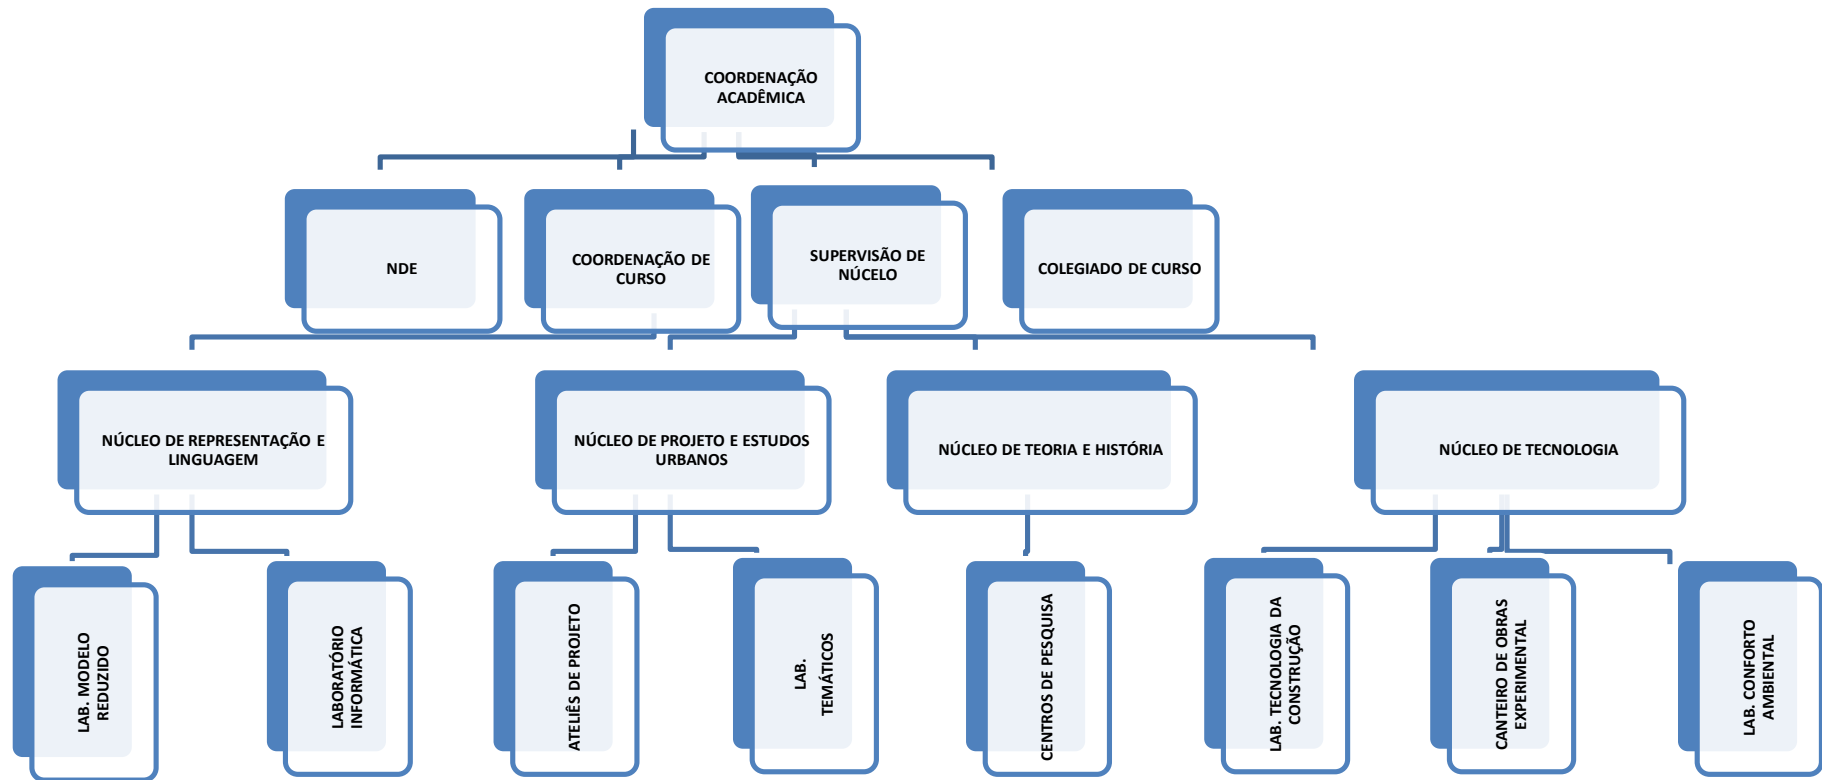 COORDENAÇÃO
ACADÊMICA
NDE
COORDENAÇÃO DE
CURSO
SUPERVISÃO DE
NÚCELO
COLEGIADO DE CURSO
NÚCLEO DE REPRESENTAÇÃO E
LINGUAGEM
NÚCLEO DE PROJETO E ESTUDOS
URBANOS
NÚCLEO DE TEORIA E HISTÓRIA
NÚCLEO DE TECNOLOGIA
LAB. MODELO
REDUZIDO
LABORATÓRIO
INFORMÁTICA
ATELIÊS DE PROJETO
LAB.
TEMÁTICOS
CENTROS DE PESQUISA
LAB. TECNOLOGIA DA
CONSTRUÇÃO
CANTEIRO DE OBRAS
EXPERIMENTAL
LAB. CONFORTO
AMBIENTAL